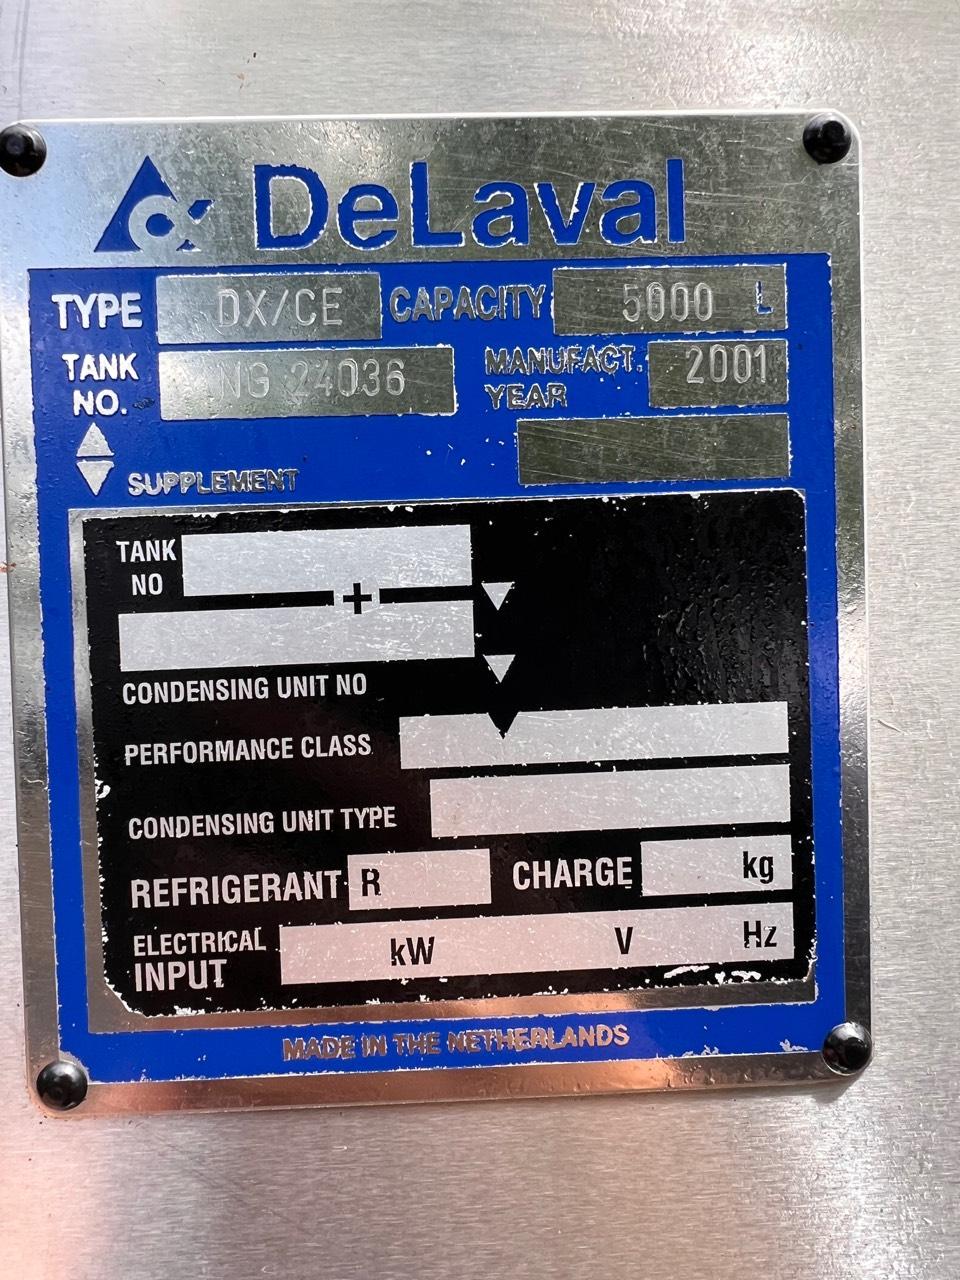 DeLaval
TYPE DX/CE CAPACITY 5000 L
TANK NO. NG 24036 MANUFACT. YEAR 2001
SUPPLEMENT
TANK NO
+
CONDENSING UNIT NO
PERFORMANCE CLASS
CONDENSING UNIT TYPE
REFRIGERANT R CHARGE kg
ELECTRICAL INPUT kW V Hz
MADE IN THE NETHERLANDS